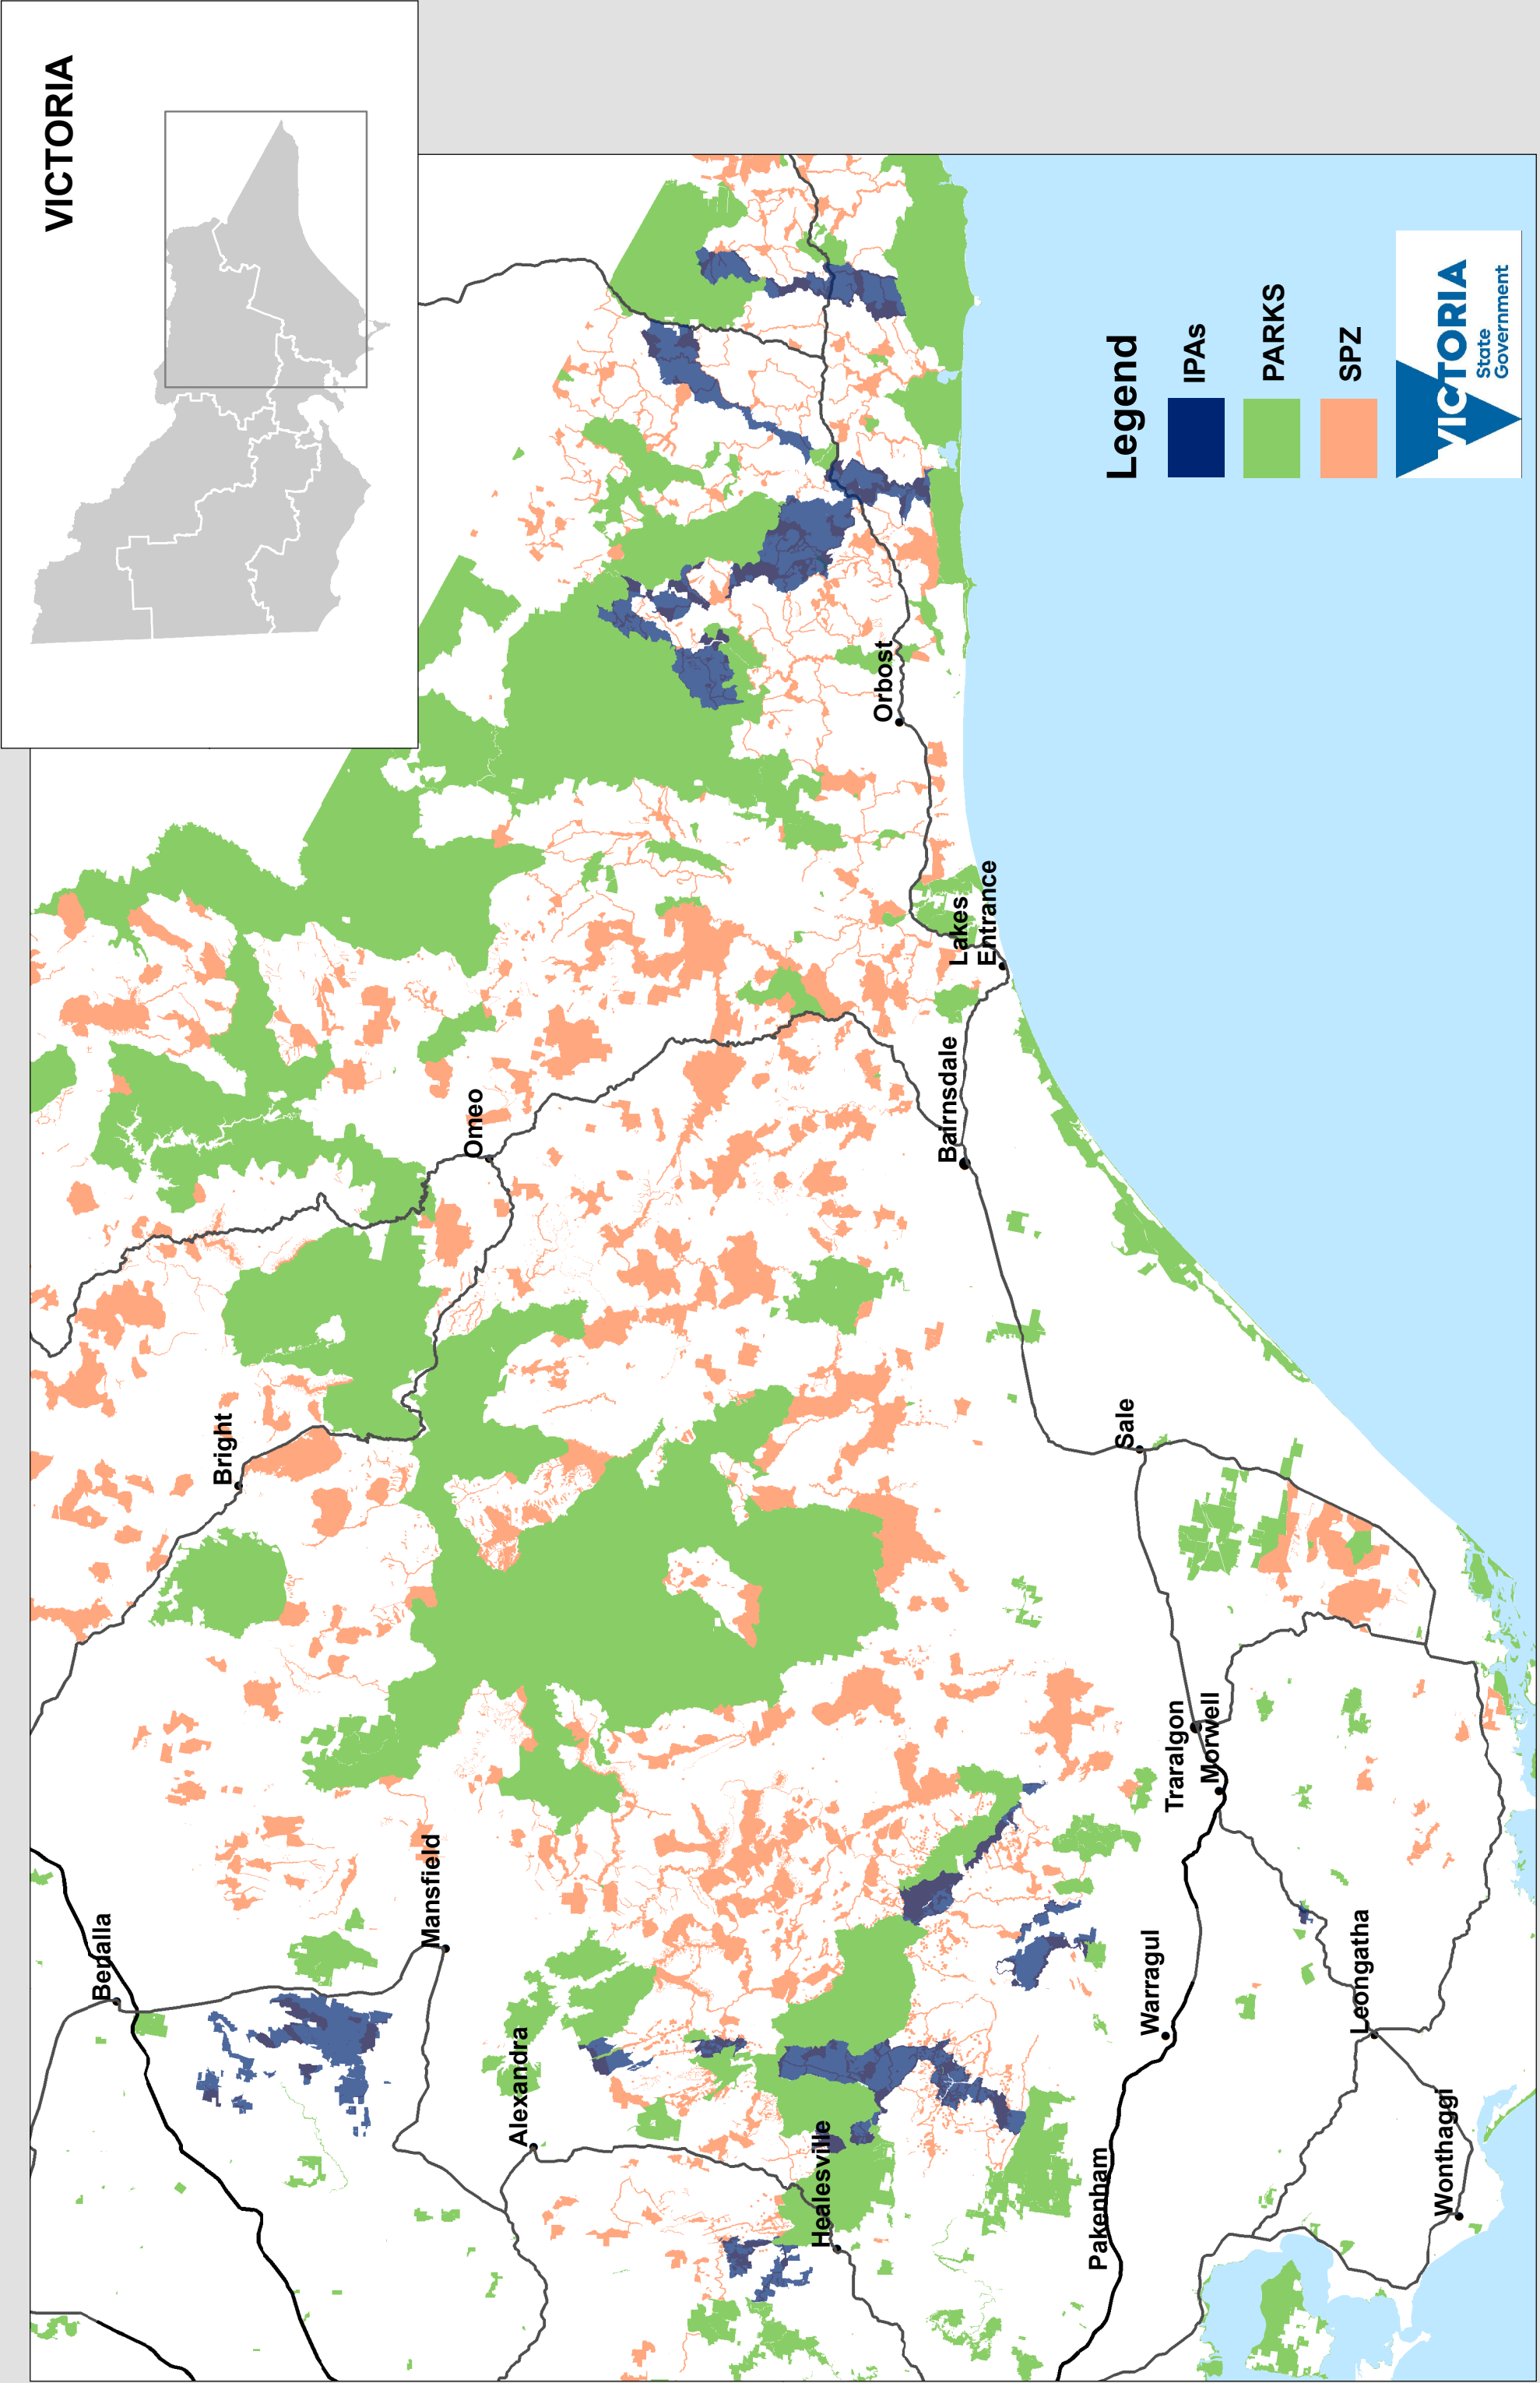 VICTORIA
Benalla
Bright
Mansfield
Omeo
Alexandra
Healesville
Orbost
Lakes
Entrance
Bairnsdale
Sale
Traralgon
Morwell
Warragul
Pakenham
Leongatha
Wonthaggi
Legend
IPAs
PARKS
SPZ
VICTORIA
State
Government